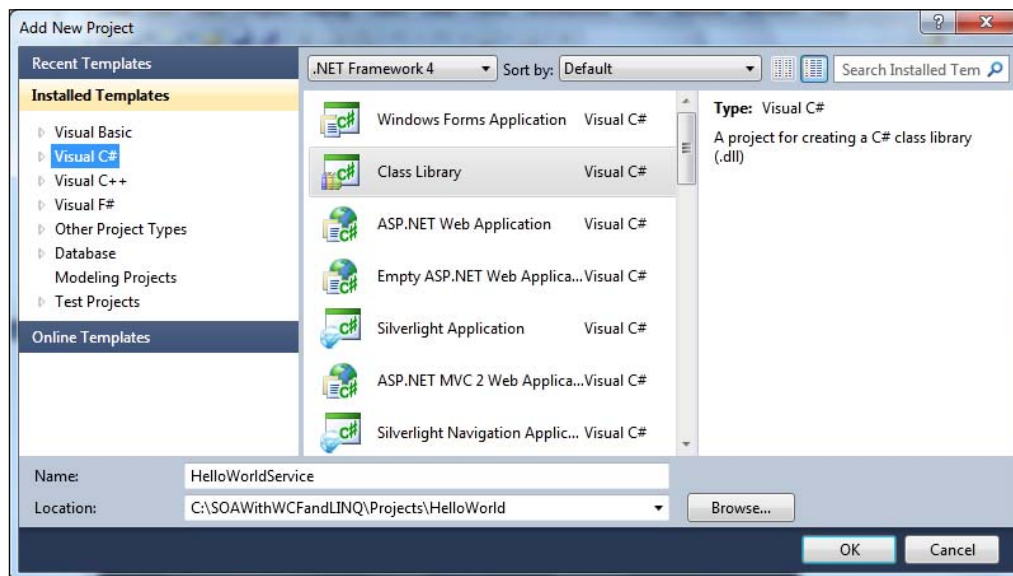 Add New Project
Recent Templates
Installed Templates
Visual Basic
Visual C#
Visual C++
Visual F#
Other Project Types
Database
Modeling Projects
Test Projects
Online Templates
.NET Framework 4
Sort by: Default
Search Installed Tem
Windows Forms Application Visual C#
Class Library Visual C#
ASP.NET Web Application Visual C#
Empty ASP.NET Web Applica... Visual C#
Silverlight Application Visual C#
ASP.NET MVC 2 Web Applica... Visual C#
Silverlight Navigation Applic... Visual C#
Type: Visual C#
A project for creating a C# class library
(.dll)
Name: HelloWorldService
Location: C:\SOAWithWCFandLINQ\Projects\HelloWorld
Browse...
OK Cancel